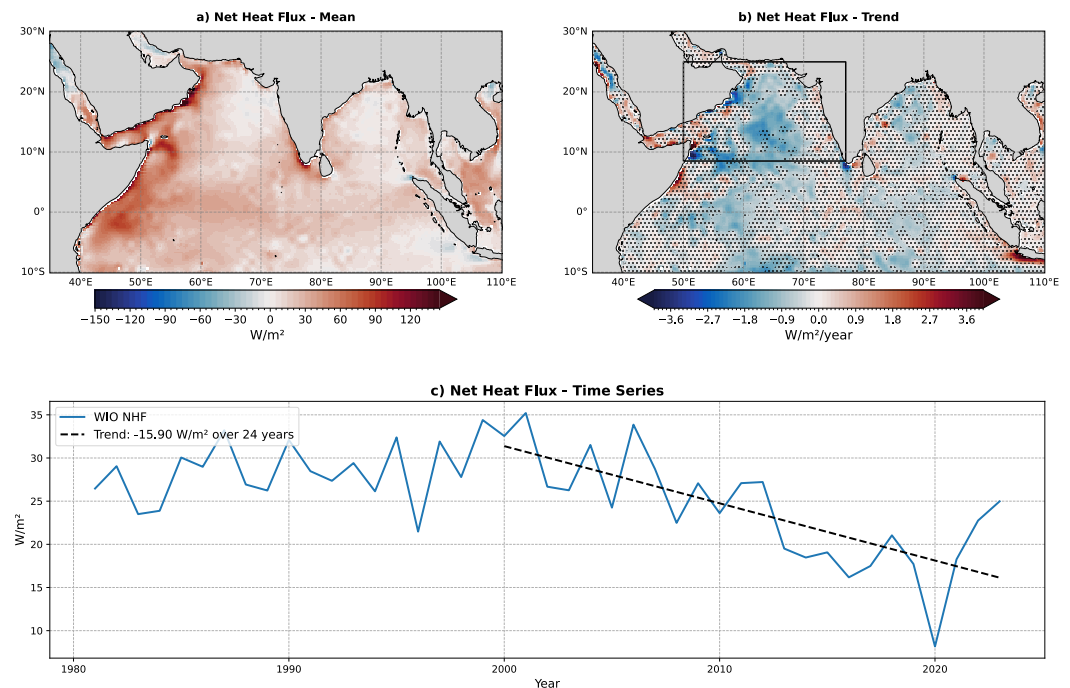 a) Net Heat Flux - Mean
30°N
20°N
10°N
0°
10°S
40°E 50°E 60°E 70°E 80°E 90°E 100°E 110°E
−150 −120 −90 −60 −30 0 30 60 90 120
W/m²
b) Net Heat Flux - Trend
30°N
20°N
10°N
0°
10°S
40°E 50°E 60°E 70°E 80°E 90°E 100°E 110°E
−3.6 −2.7 −1.8 −0.9 0.0 0.9 1.8 2.7 3.6
W/m²/year
c) Net Heat Flux - Time Series
WIO NHF
Trend: -15.90 W/m² over 24 years
35
30
25
20
15
10
W/m²
1980 1990 2000 2010 2020
Year